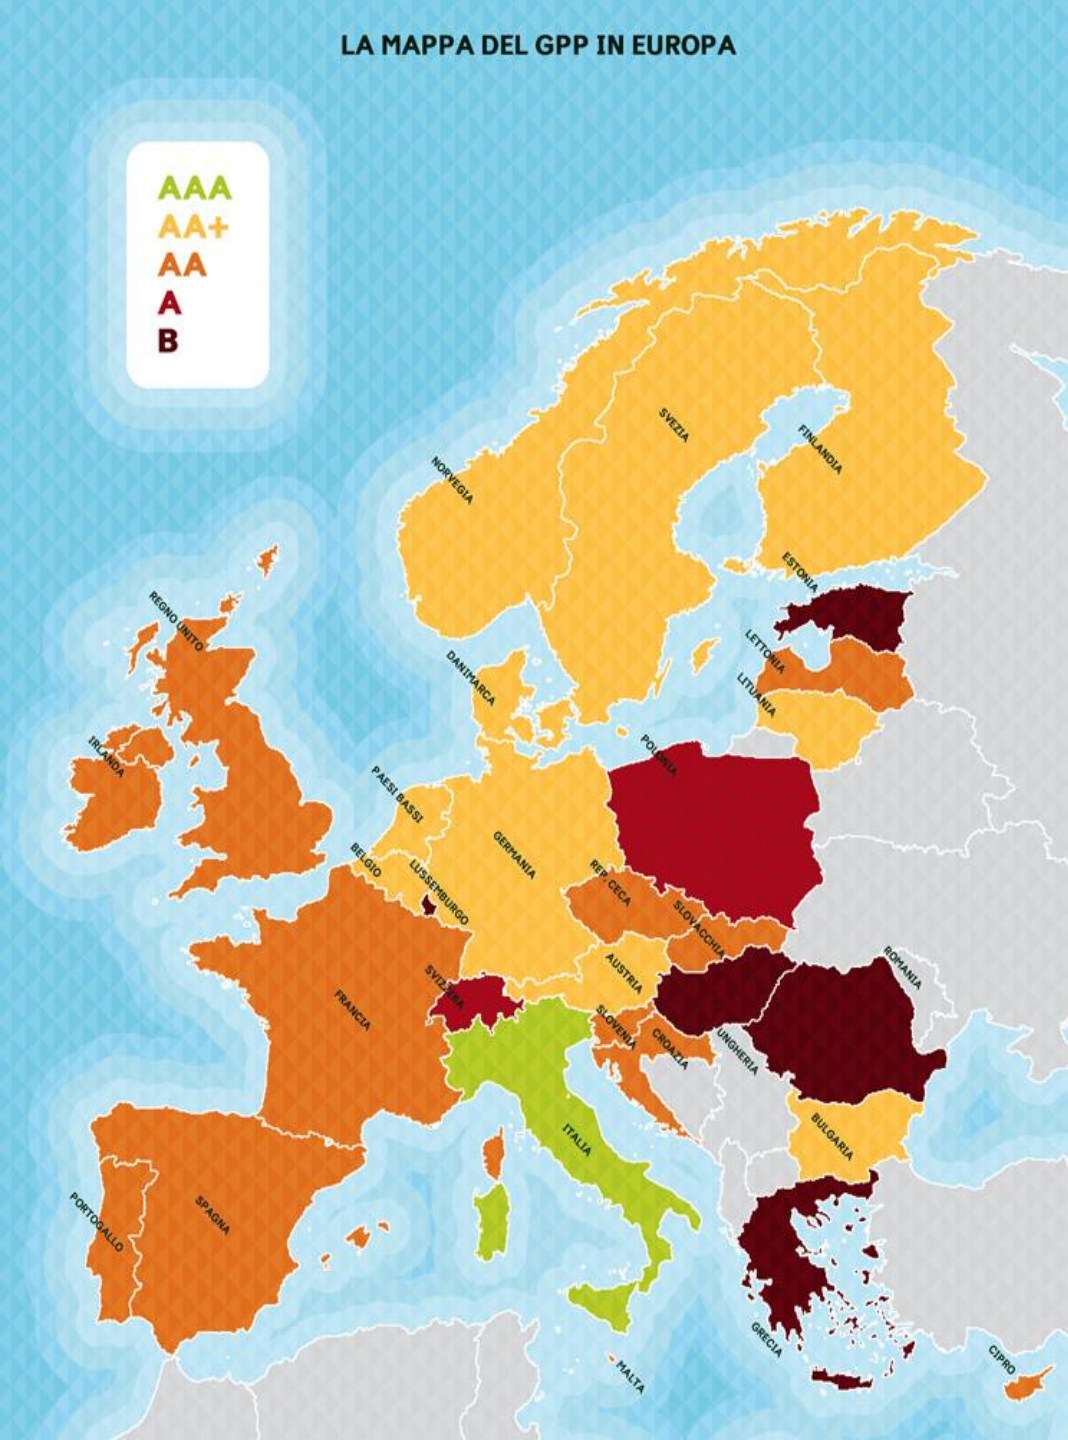 LA MAPPA DEL GPP IN EUROPA
AAA
AA+
AA
A
B
SVEZIA
FINLANDIA
NORVEGIA
ESTONIA
REGNO UNITO
LETTONIA
DANIMARCA
LITUANIA
IRLANDA
POLONIA
PAESI BASSI
GERMANIA
BELGIO
LUSSEMBURGO
REP. CECA
SLOVACCHIA
ROMANIA
AUSTRIA
SVIZZERA
FRANCIA
SLOVENIA
CROAZIA
UNGHERIA
BULGARIA
ITALIA
PORTOGALLO
SPAGNA
GRECIA
CIPRO
MALTA